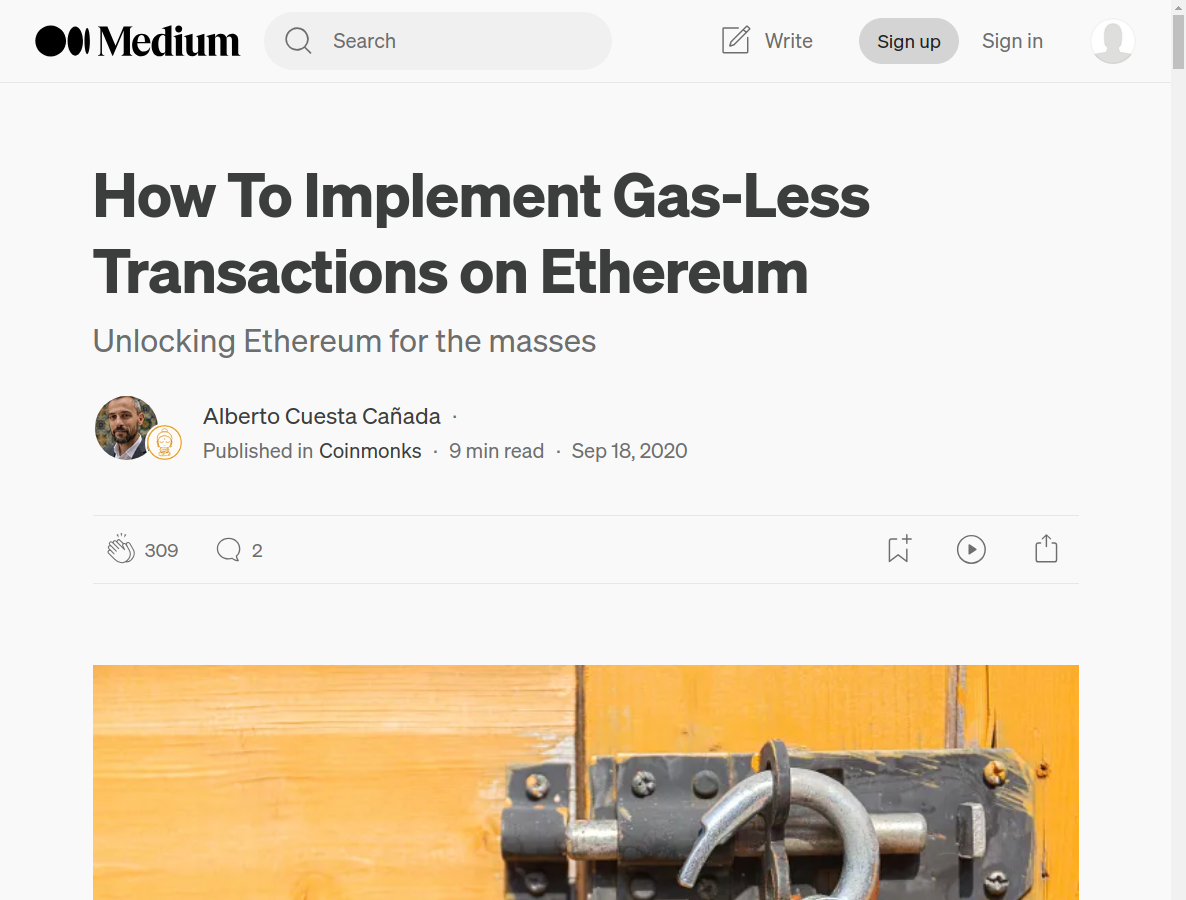 Medium
Search
Write
Sign up
Sign in
How To Implement Gas-Less
Transactions on Ethereum
Unlocking Ethereum for the masses
Alberto Cuesta Cañada ·
Published in Coinmonks · 9 min read · Sep 18, 2020
309
2